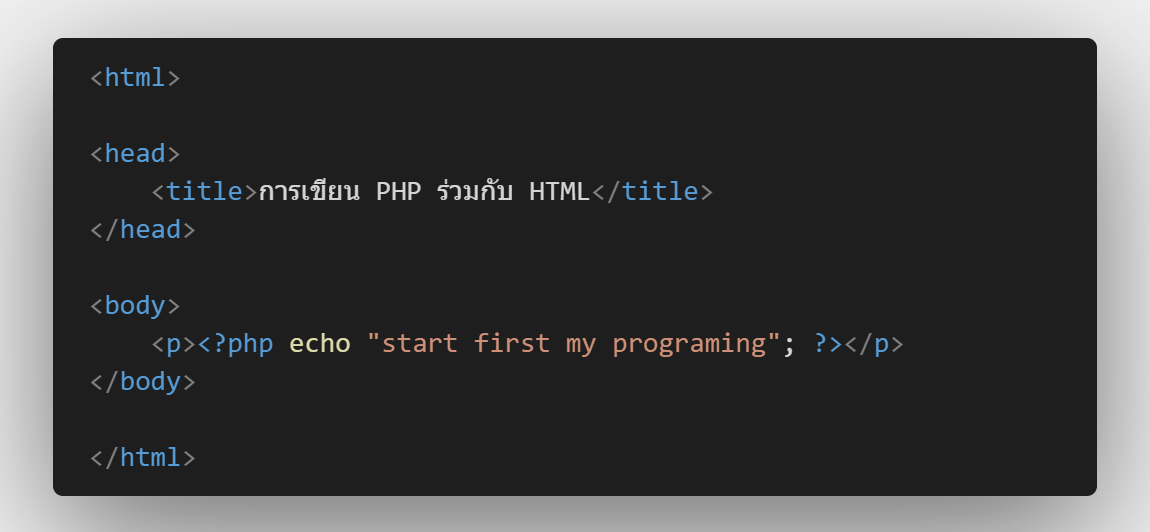 <html>
<head>
<title>การเขียน PHP ร่วมกับ HTML</title>
</head>
<body>
<p><?php echo "start first my programing"; ?></p>
</body>
</html>